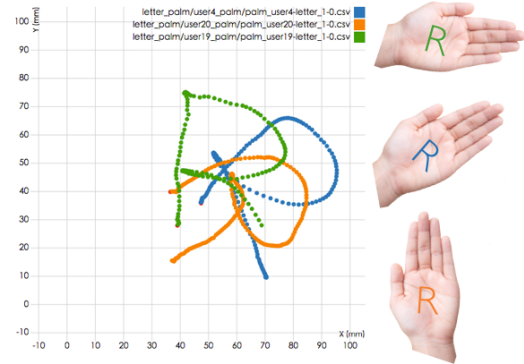 Y (mm)
letter_palm/user4_palm/palm_user4-letter_1-0.csv
letter_palm/user20_palm/palm_user20-letter_1-0.csv
letter_palm/user19_palm/palm_user19-letter_1-0.csv
100
90
80
70
60
50
40
30
20
10
0
-10
X (mm)
-10 0 10 20 30 40 50 60 70 80 90 100
R
R
R